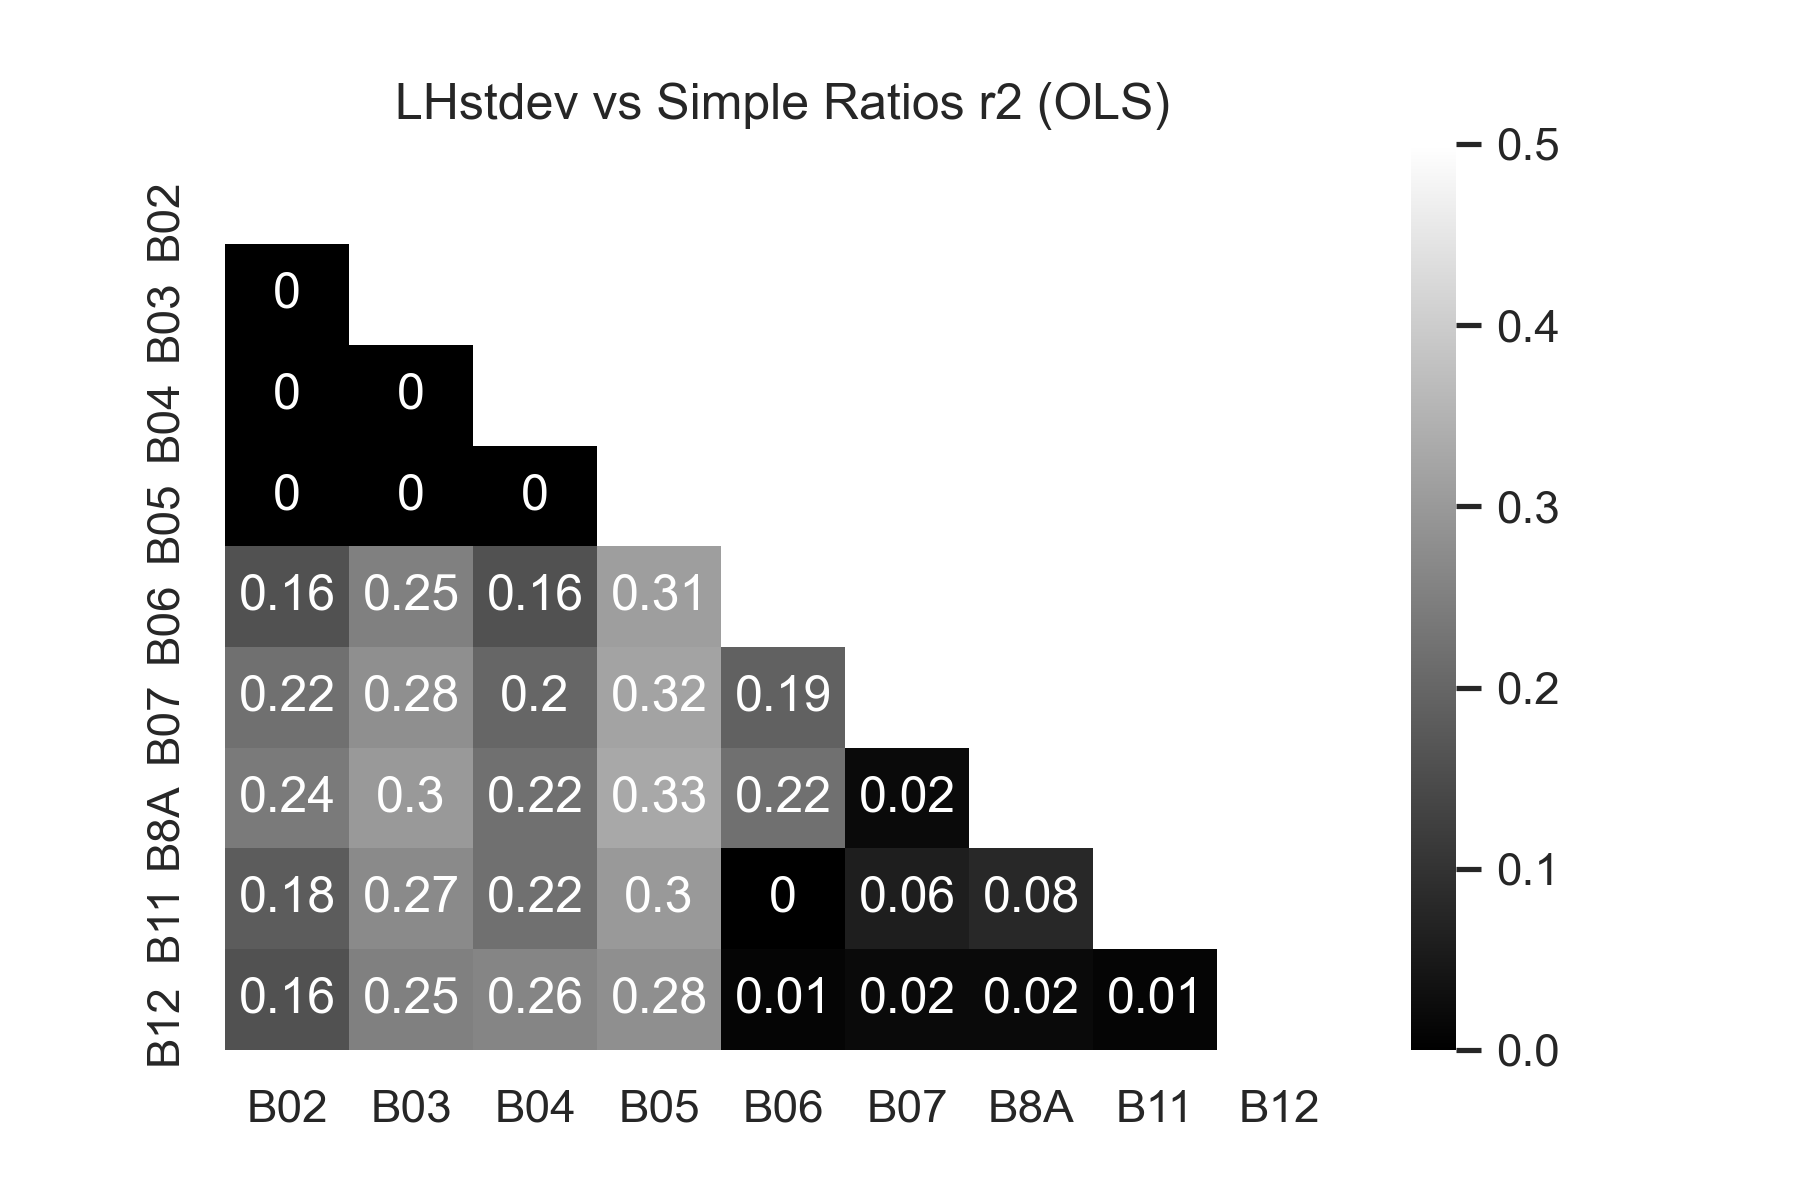 LHstdev vs Simple Ratios r2 (OLS)
B02
B03 0
B04 0 0
B05 0 0 0
B06 0.16 0.25 0.16 0.31
B07 0.22 0.28 0.2 0.32 0.19
B8A 0.24 0.3 0.22 0.33 0.22 0.02
B11 0.18 0.27 0.22 0.3 0 0.06 0.08
B12 0.16 0.25 0.26 0.28 0.01 0.02 0.02 0.01
B02 B03 B04 B05 B06 B07 B8A B11 B12
0.5
0.4
0.3
0.2
0.1
0.0